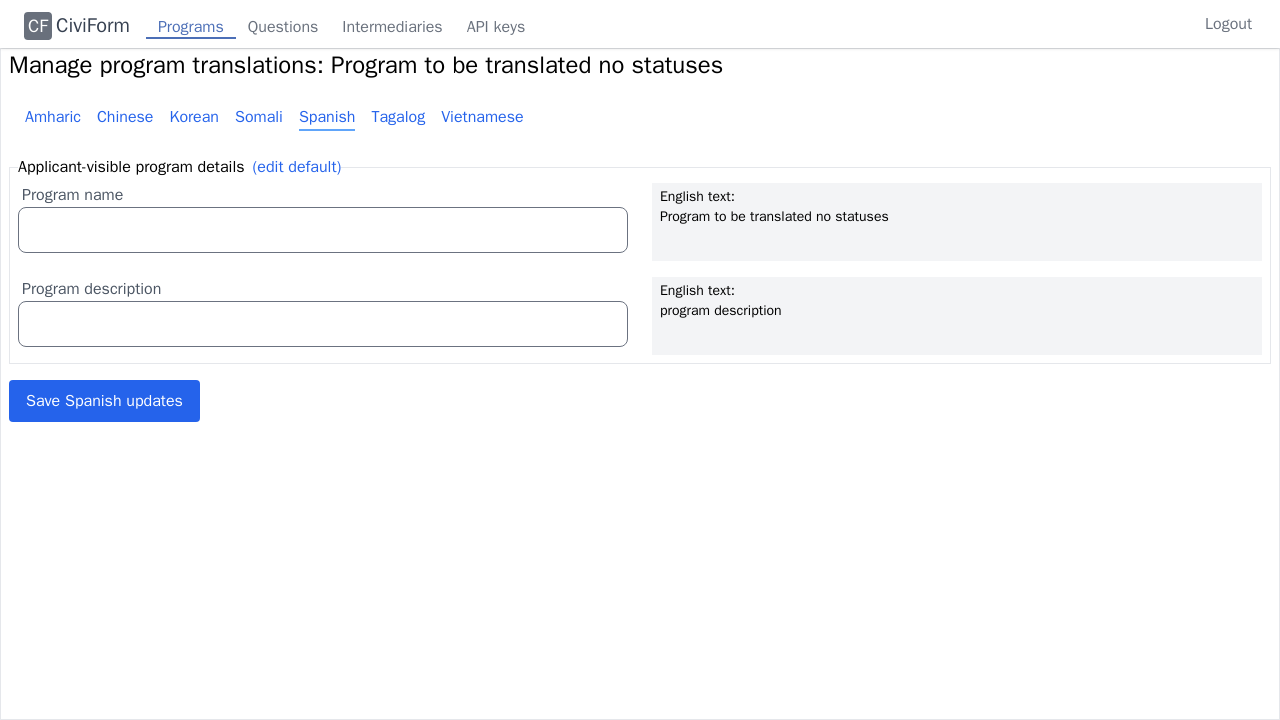 CF CiviForm Programs Questions Intermediaries API keys Logout
Manage program translations: Program to be translated no statuses
Amharic Chinese Korean Somali Spanish Tagalog Vietnamese
Applicant-visible program details (edit default)
Program name
English text:
Program to be translated no statuses
Program description
English text:
program description
Save Spanish updates